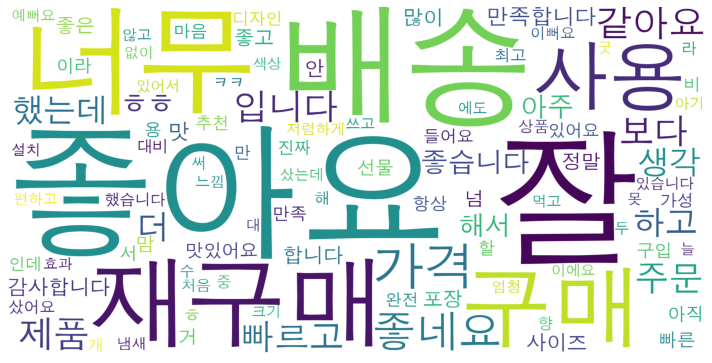 예뻐요 좋은 않고 마음 디자인 많이 만족합니다 같아요
너무 배송 이뻐요 굿 라
이라 없이 좋고 최고 사용
있어서 색상 안 비
ㅋㅋ 에도 아주 아기
했는데 ㅎㅎ 입니다 보다
용 맛 추천 저렴하게 쓰고 들어요 상품 있어요
설치 대비 만 진짜 좋습니다 정말 생각
좋아요 잘
써 샀는데 선물 있습니다
편하고 느낌 해 항상 넘 먹고 못 가성
했습니다 더 대 만족 해서 두 하고
서 맘 맛있어요 합니다 가격 할 구입 늘
인데 효과 재구매 구매 이에요 주문
감사합니다 수 처음 중 엄청
샀어요 ㅎ 크기 완전 포장 향 아직
제품 거 빠르고 좋네요 사이즈 빠른
개 냄새